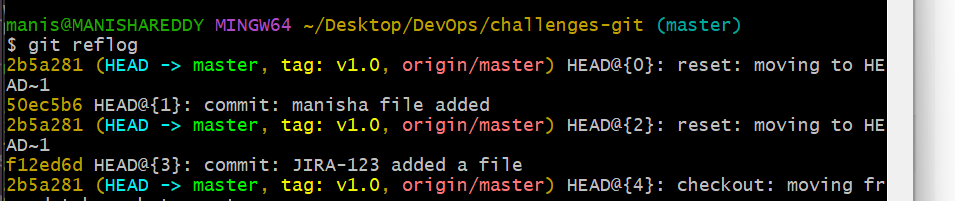 manis@MANISHAREDDY MINGW64 ~/Desktop/DevOps/challenges-git (master)
$ git reflog
2b5a281 (HEAD -> master, tag: v1.0, origin/master) HEAD@{0}: reset: moving to HE
AD~1
50ec5b6 HEAD@{1}: commit: manisha file added
2b5a281 (HEAD -> master, tag: v1.0, origin/master) HEAD@{2}: reset: moving to HE
AD~1
f12ed6d HEAD@{3}: commit: JIRA-123 added a file
2b5a281 (HEAD -> master, tag: v1.0, origin/master) HEAD@{4}: checkout: moving fr